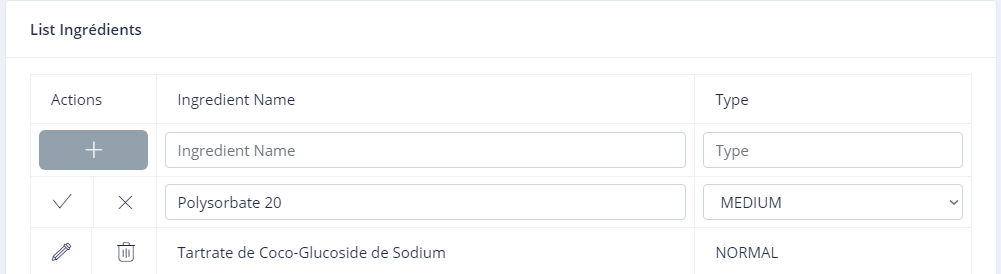 List Ingrédients
Actions Ingredient Name Type
Ingredient Name Type
Polysorbate 20 MEDIUM
Tartrate de Coco-Glucoside de Sodium NORMAL